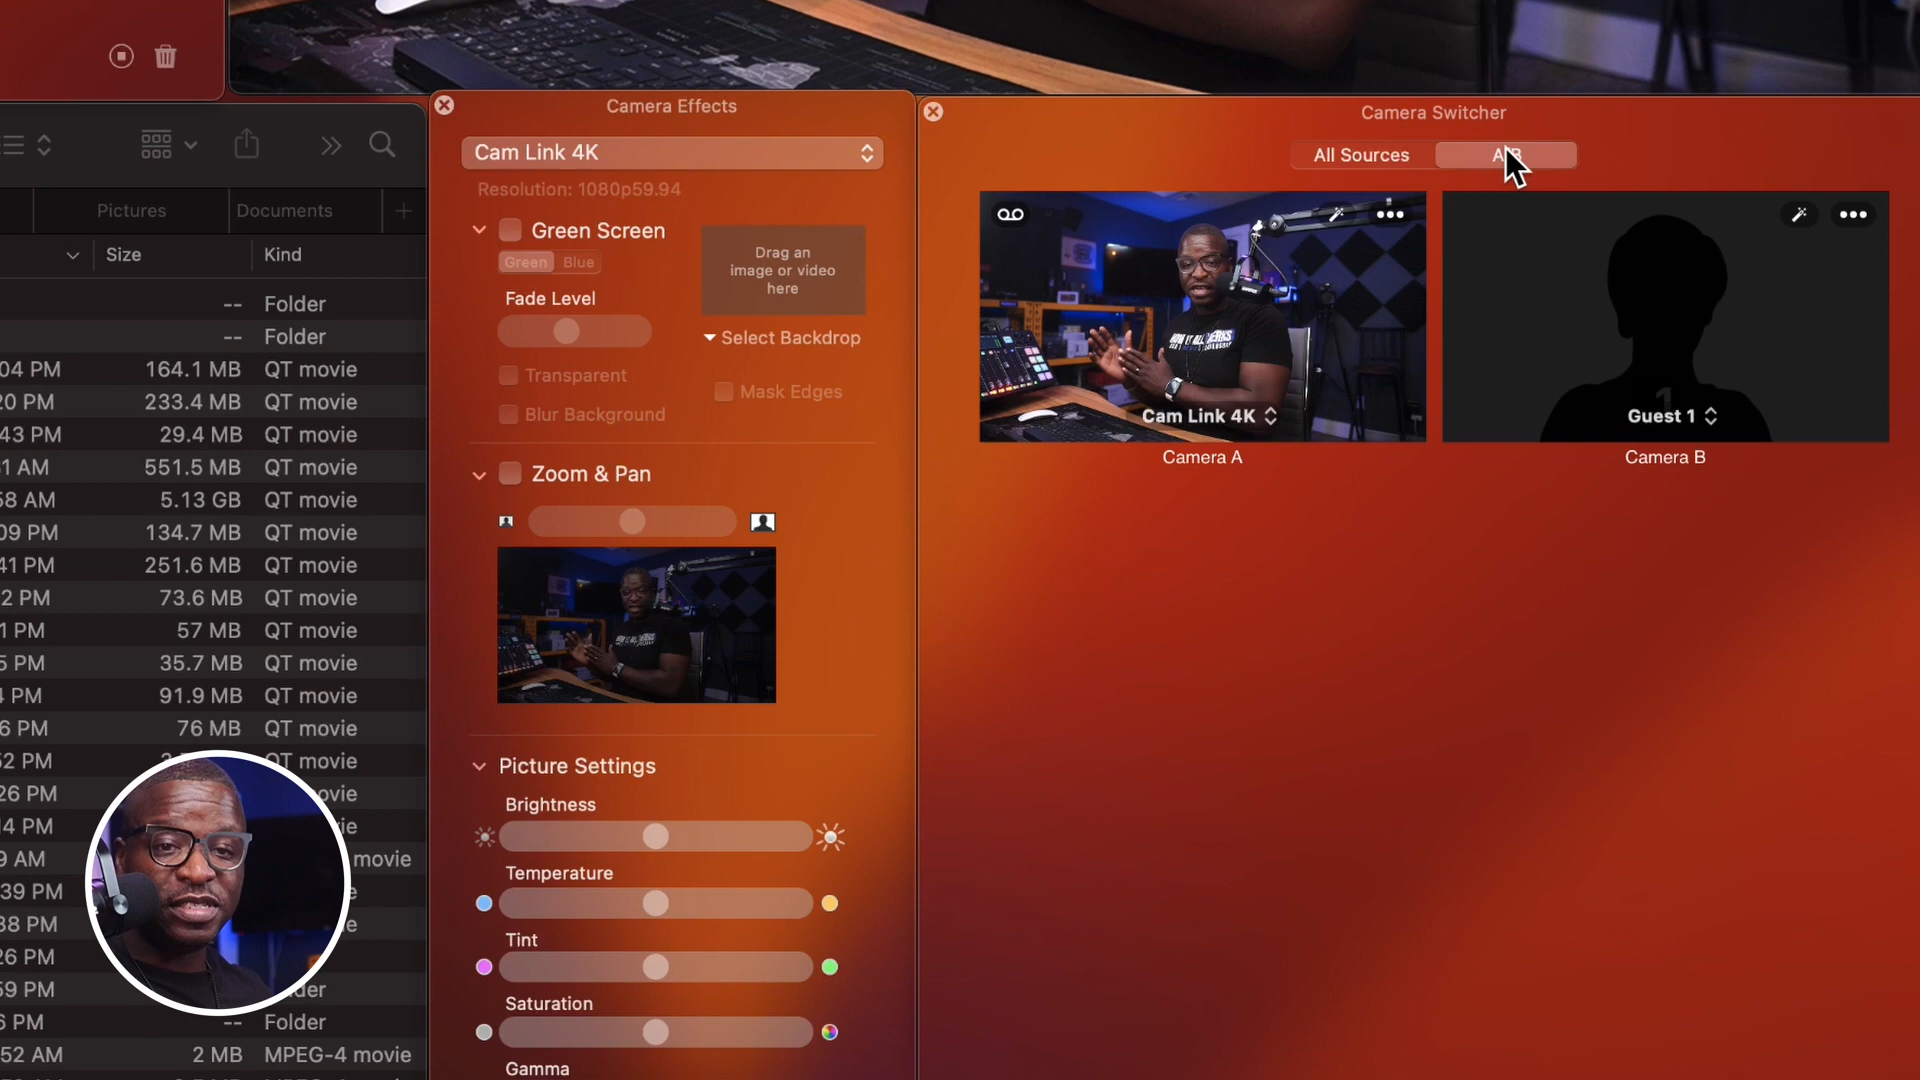 Pictures
Documents
Size
Kind
-- Folder
-- Folder
04 PM 164.1 MB QT movie
20 PM 233.4 MB QT movie
43 PM 29.4 MB QT movie
1 AM 551.5 MB QT movie
58 AM 5.13 GB QT movie
09 PM 134.7 MB QT movie
41 PM 251.6 MB QT movie
2 PM 73.6 MB QT movie
1 PM 57 MB QT movie
5 PM 35.7 MB QT movie
4 PM 91.9 MB QT movie
6 PM 76 MB QT movie
52 PM QT movie
26 PM
14 PM
9 AM movie
39 PM
38 PM
26 PM
59 PM
6 PM -- Folder
52 AM 2 MB MPEG-4 movie
Camera Effects
Cam Link 4K
Resolution: 1080p59.94
Green Screen
Green Blue
Fade Level
Transparent
Blur Background
Drag an
image or video
here
Select Backdrop
Mask Edges
Zoom & Pan
Picture Settings
Brightness
Temperature
Tint
Saturation
Gamma
Camera Switcher
All Sources
Cam Link 4K
Camera A
1
Guest 1
Camera B